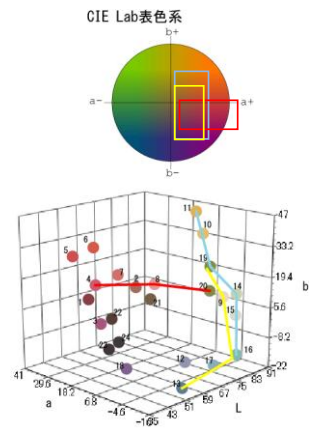 CIE Lab表色系
b+
a- a+
b-
11
10
47
6
5
33.2
19
7
19.4
4 2 8 20 14
b
9
1 22 21 15
5.6
3
-8.2
23 24 16
18 12 17
-22
13
41 91
29.6 83
18.2 75
a 6.8 67 L
-4.6 59
51
43